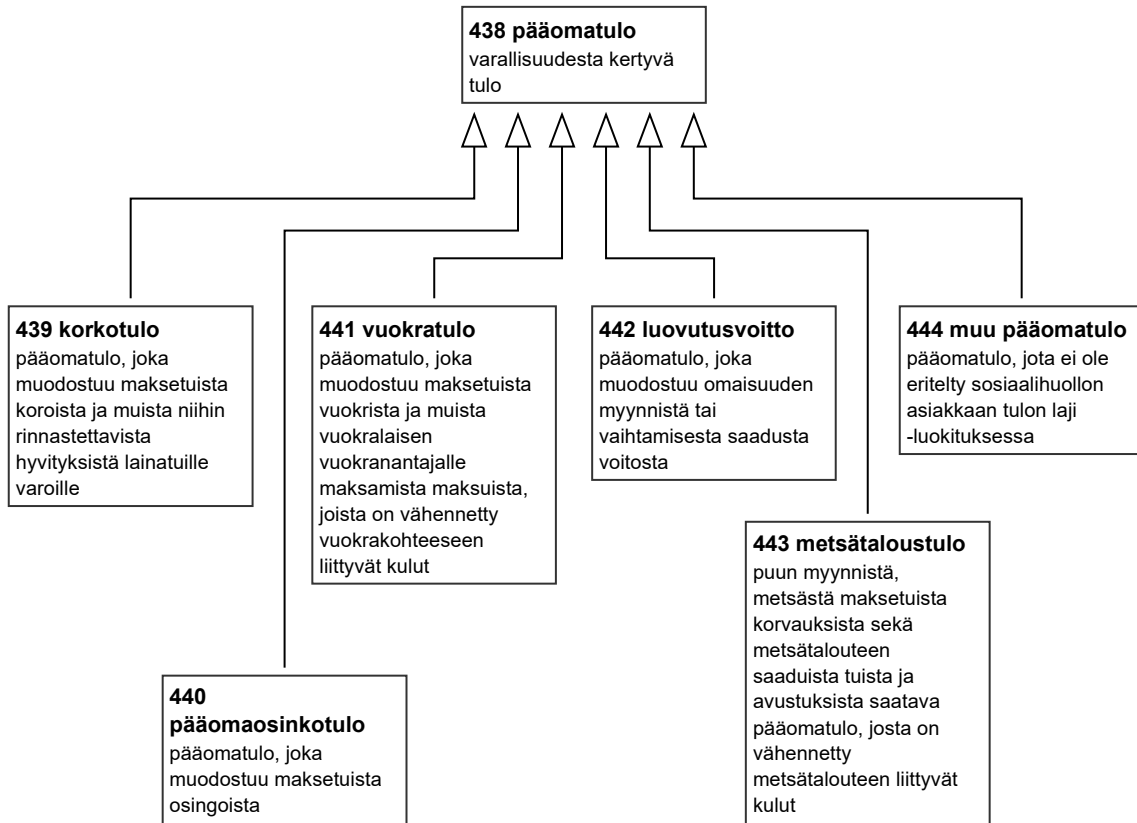 438 pääomatulo
varallisuudesta kertyvä
tulo
439 korkotulo
pääomatulo, joka
muodostuu maksetuista
koroista ja muista niihin
rinnastettavista
hyvityksistä lainatuille
varoille
441 vuokratulo
pääomatulo, joka
muodostuu maksetuista
vuokrista ja muista
vuokralaisen
vuokranantajalle
maksamista maksuista,
joista on vähennetty
vuokrakohteeseen
liittyvät kulut
442 luovutusvoitto
pääomatulo, joka
muodostuu omaisuuden
myynnistä tai
vaihtamisesta saadusta
voitosta
444 muu pääomatulo
pääomatulo, jota ei ole
eritelty sosiaalihuollon
asiakkaan tulon laji
-luokituksessa
440
pääomaosinkotulo
pääomatulo, joka
muodostuu maksetuista
osingoista
443 metsätaloustulo
puun myynnistä,
metsästä maksetuista
korvauksista sekä
metsätalouteen
saaduista tuista ja
avustuksista saatava
pääomatulo, josta on
vähennetty
metsätalouteen liittyvät
kulut